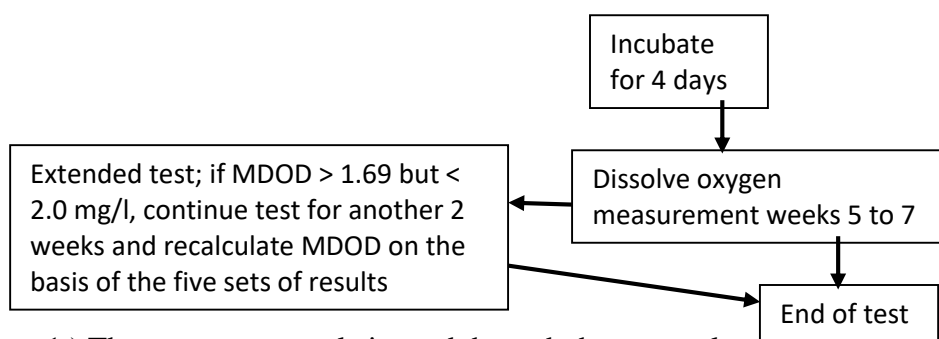 Incubate
for 4 days
Dissolve oxygen
measurement weeks 5 to 7
Extended test; if MDOD > 1.69 but <
2.0 mg/l, continue test for another 2
weeks and recalculate MDOD on the
basis of the five sets of results
End of test